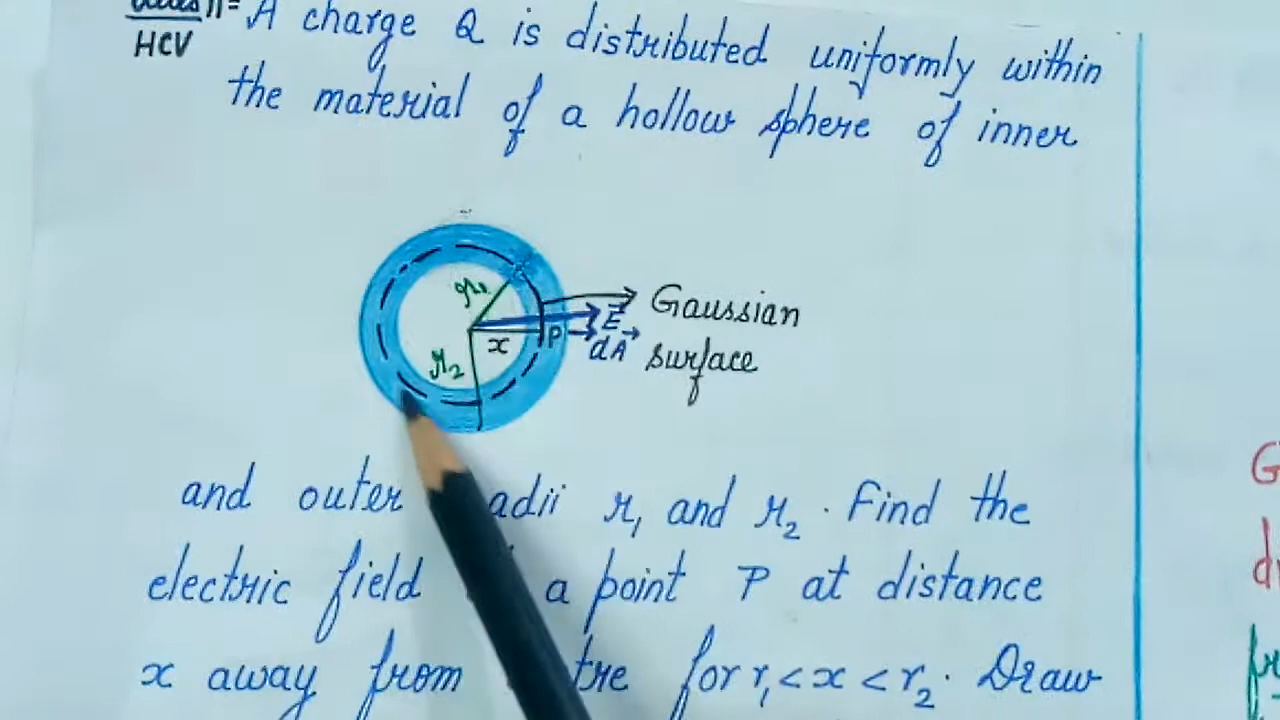 11= A charge Q is distributed uniformly within
HCV
the material of a hollow sphere of inner
r₁
Gaussian
E
x
P
dA
surface
r₂
and outer adii r₁ and r₂. Find the
electric field a point P at distance
x away from tre for r₁ < x < r₂. Draw
G
d
fr